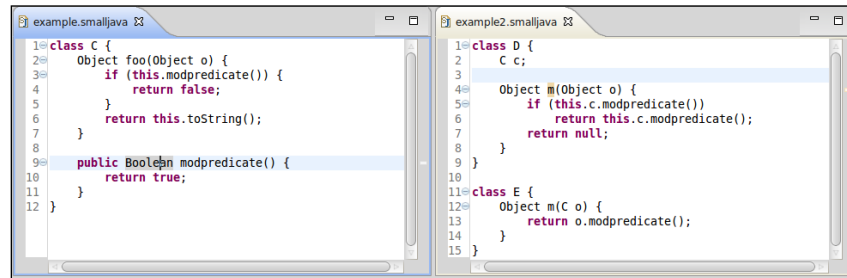 example.smalljava
1 class C {
2 Object foo(Object o) {
3 if (this.modpredicate()) {
4 return false;
5 }
6 return this.toString();
7 }
8
9 public Boolean modpredicate() {
10 return true;
11 }
12 }
example2.smalljava
1 class D {
2 C c;
3
4 Object m(Object o) {
5 if (this.c.modpredicate())
6 return this.c.modpredicate();
7 return null;
8 }
9 }
10
11 class E {
12 Object m(C o) {
13 return o.modpredicate();
14 }
15 }